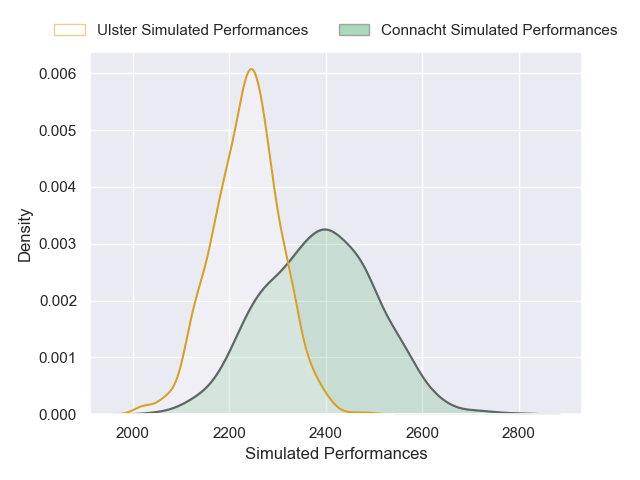 Ulster Simulated Performances
Connacht Simulated Performances
0.006
0.005
0.004
0.003
0.002
0.001
0.000
Density
2000 2200 2400 2600 2800
Simulated Performances